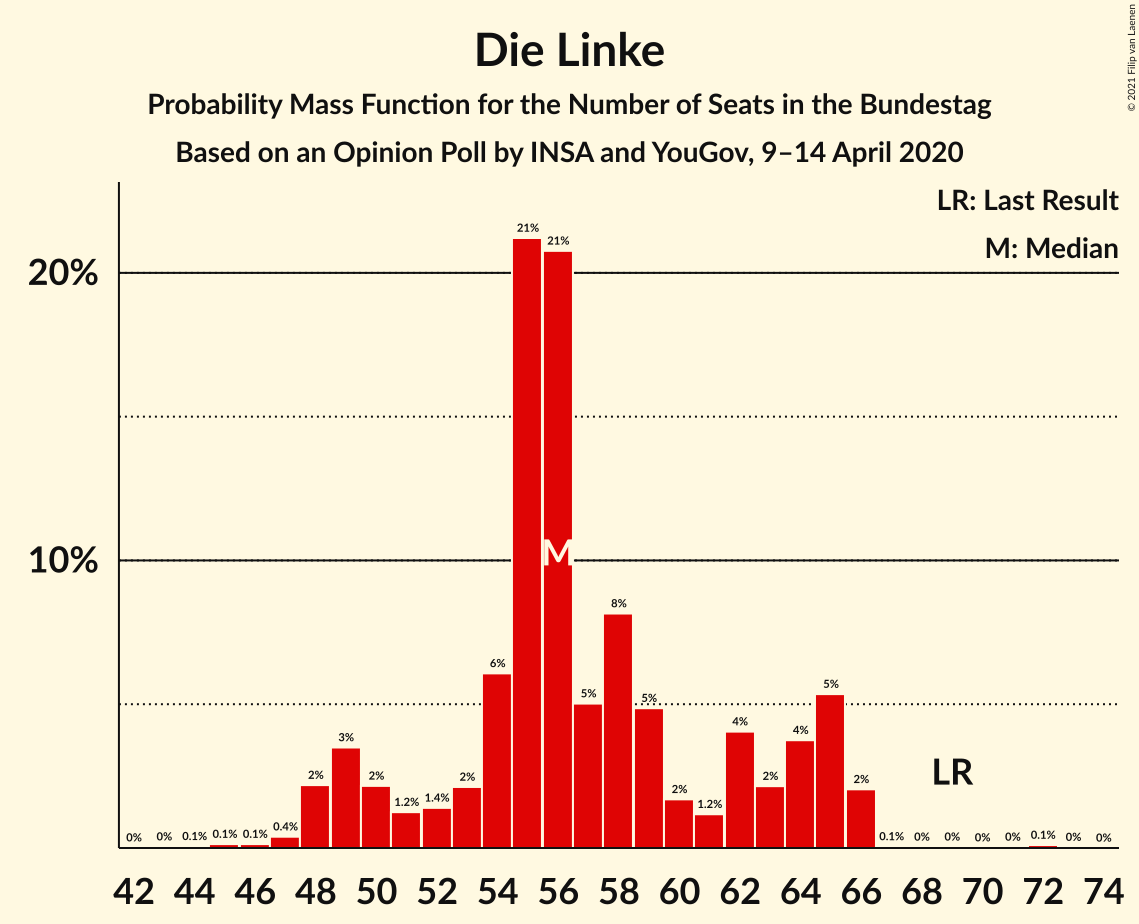 © 2021 Filip van Laenen
Die Linke
Probability Mass Function for the Number of Seats in the Bundestag
Based on an Opinion Poll by INSA and YouGov, 9–14 April 2020
LR: Last Result
M: Median
20%
10%
0% 0% 0.1% 0.1% 0.1% 0.4% 2% 3% 2% 1.2% 1.4% 2% 6% 21% 21% 5% 8% 5% 2% 1.2% 4% 2% 4% 5% 2% 0.1% 0% 0% 0% 0% 0.1% 0% 0%
M
LR
42 44 46 48 50 52 54 56 58 60 62 64 66 68 70 72 74